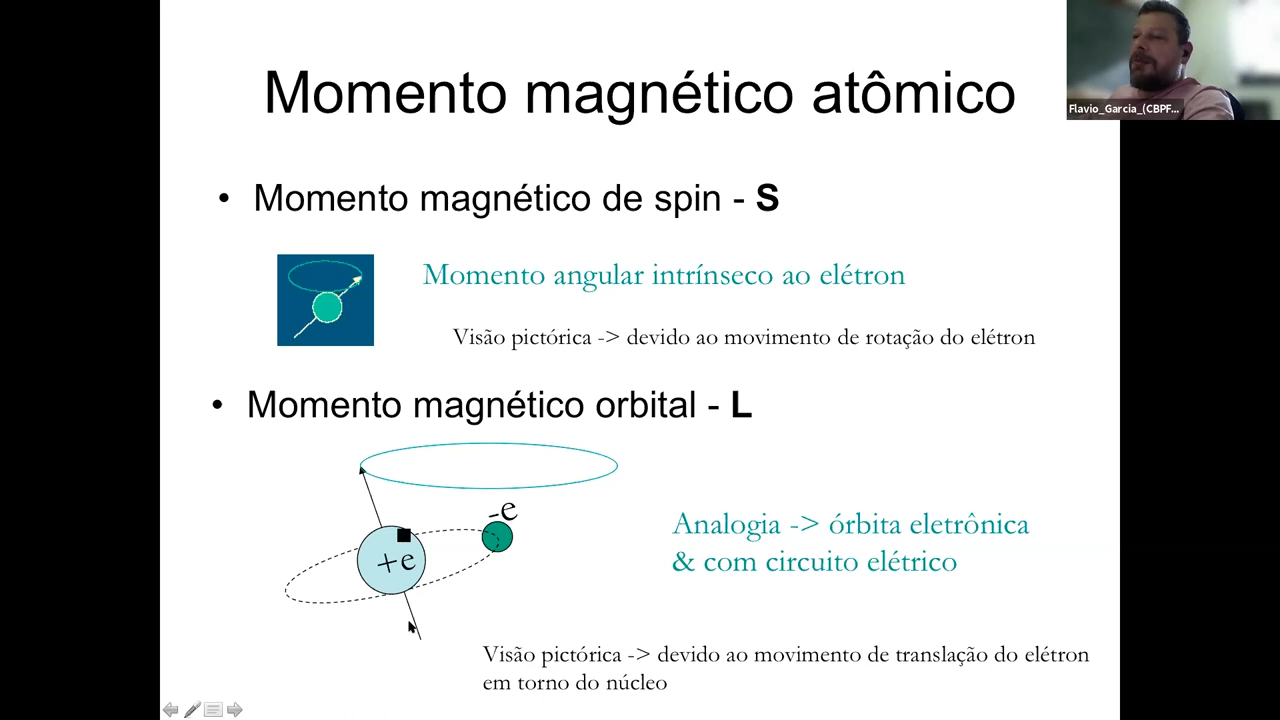 Momento magnético atômico
Flavio_Garcia_(CBPF...
• Momento magnético de spin - S
Momento angular intrínseco ao elétron
Visão pictórica -> devido ao movimento de rotação do elétron
• Momento magnético orbital - L
-e
+e
Analogia -> órbita eletrônica
& com circuito elétrico
Visão pictórica -> devido ao movimento de translação do elétron
em torno do núcleo